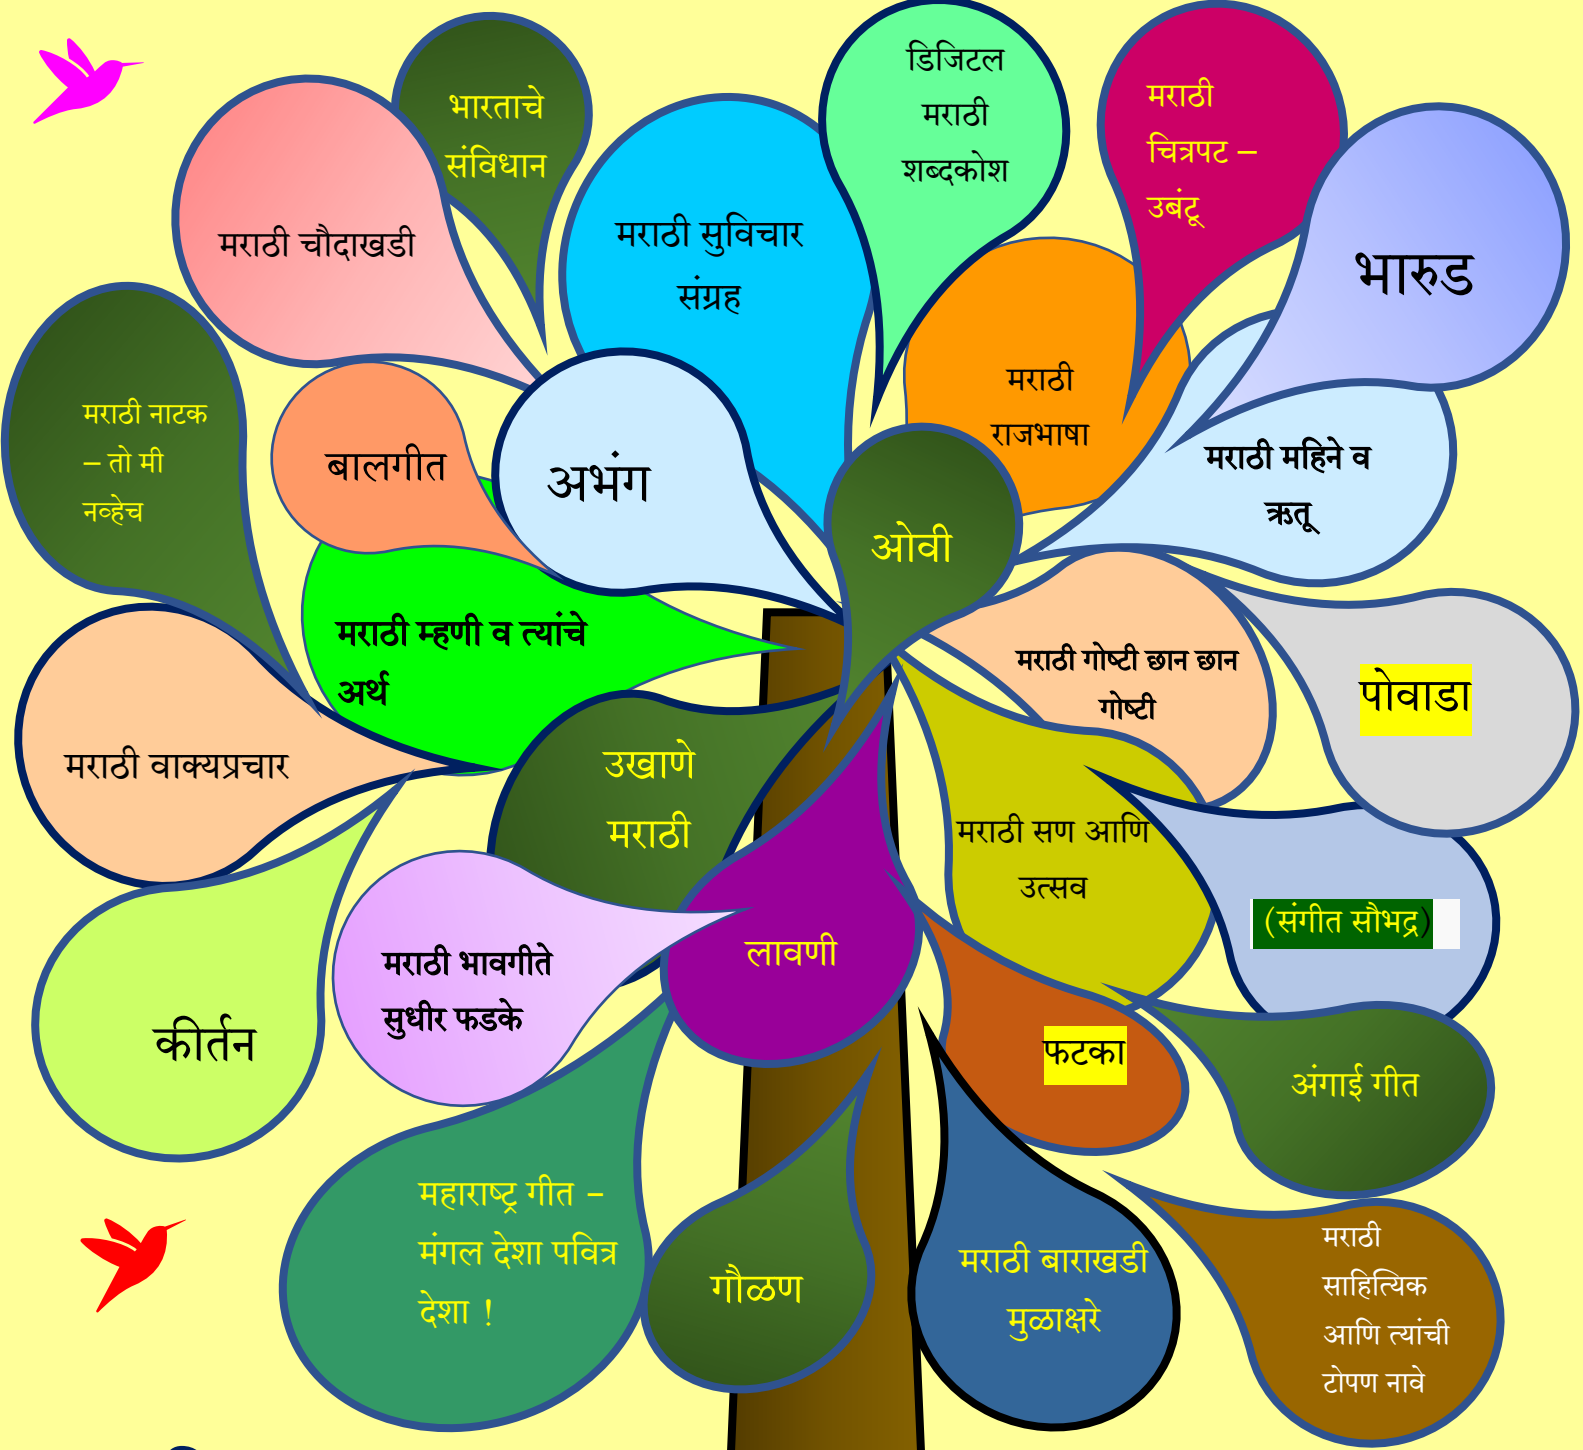 भारताचे
संविधान
डिजिटल
मराठी
शब्दकोश
मराठी
चित्रपट –
उबंटू
मराठी चौदाखडी
मराठी सुविचार
संग्रह
भारुड
मराठी
राजभाषा
मराठी नाटक
– तो मी
नव्हेच
बालगीत
अभंग
मराठी महिने व
ऋतू
ओवी
मराठी म्हणी व त्यांचे
अर्थ
मराठी गोष्टी छान छान
गोष्टी
पोवाडा
मराठी वाक्यप्रचार
उखाणे
मराठी
मराठी सण आणि
उत्सव
(संगीत सौभद्र)
लावणी
मराठी भावगीते
सुधीर फडके
कीर्तन
फटका
अंगाई गीत
महाराष्ट्र गीत –
मंगल देशा पवित्र
देशा !
गौळण
मराठी बाराखडी
मुळाक्षरे
मराठी
साहित्यिक
आणि त्यांची
टोपण नावे